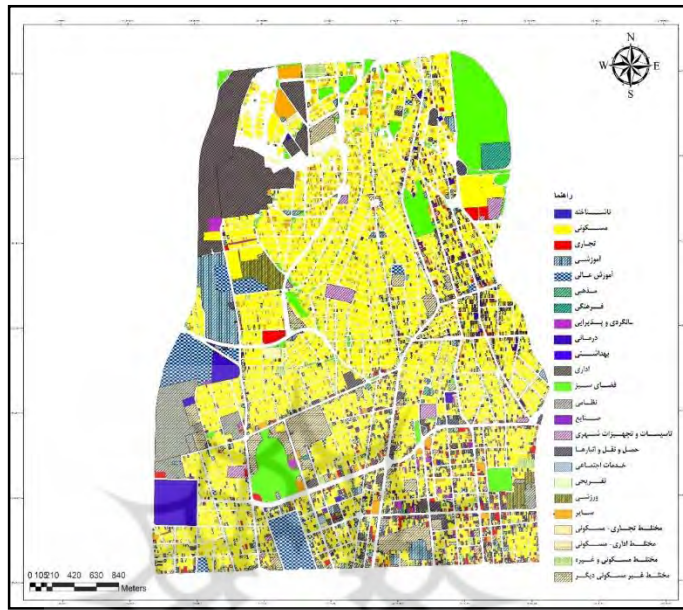 N
W E
S
راهنما
ناشناخته
مسکونی
تجاری
آموزشی
آموزش عالی
مذهبی
فرهنگی
جهانگردی و پذیرایی
درمانی
بهداشتی
اداری
فضای سبز
نظامی
صنایع
تاسیسات و تجهیزات شهری
حمل و نقل و انبارها
خدمات اجتماعی
تفریحی
ورزشی
سایر
مختلط تجاری - مسکونی
مختلط اداری - مسکونی
مختلط مسکونی و غیره
مختلط غیر مسکونی دیگر
0 105 210 420 630 840
Meters